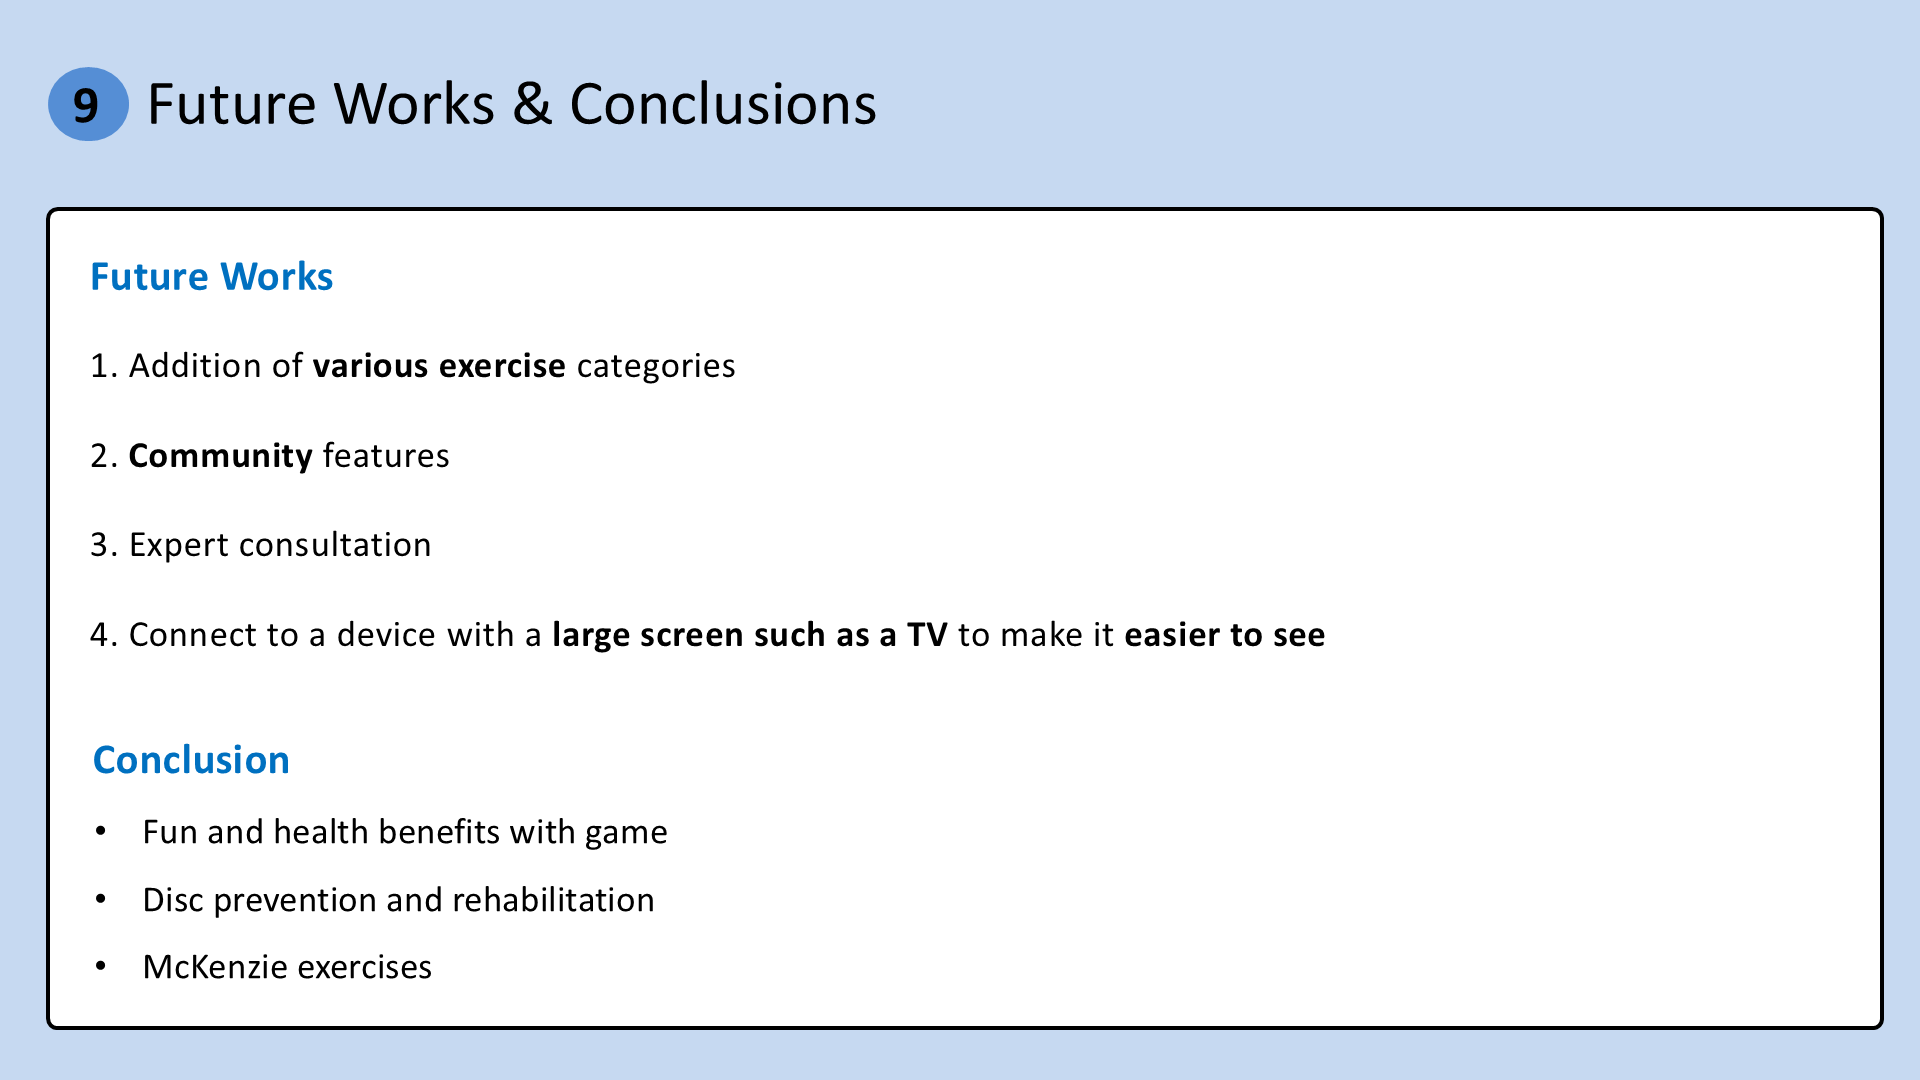 9 Future Works & Conclusions
Future Works
1. Addition of various exercise categories
2. Community features
3. Expert consultation
4. Connect to a device with a large screen such as a TV to make it easier to see
Conclusion
• Fun and health benefits with game
• Disc prevention and rehabilitation
• McKenzie exercises